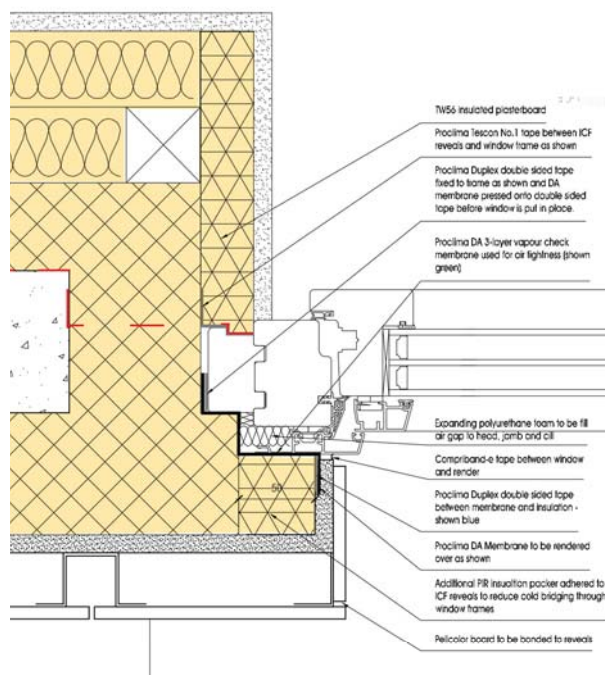 TW56 insulated plasterboard
Proclima Tescon No.1 tape between ICF
reveals and window frame as shown
Proclima Duplex double sided tape
fixed to frame as shown and DA
membrane pressed onto double sided
tape before window is put in place.
Proclima DA 3-layer vapour check
membrane used for air tightness (shown
green)
Expanding polyurethane foam to be fill
air gap to head, jamb and cill
Compriband-e tape between window
and render
Proclima Duplex double sided tape
between membrane and insulation -
shown blue
Proclima DA Membrane to be rendered
over as shown
50
Additional PIR insualtion packer adhered to
ICF reveals to reduce cold bridging through
window frames
Pelicolor board to be bonded to reveals